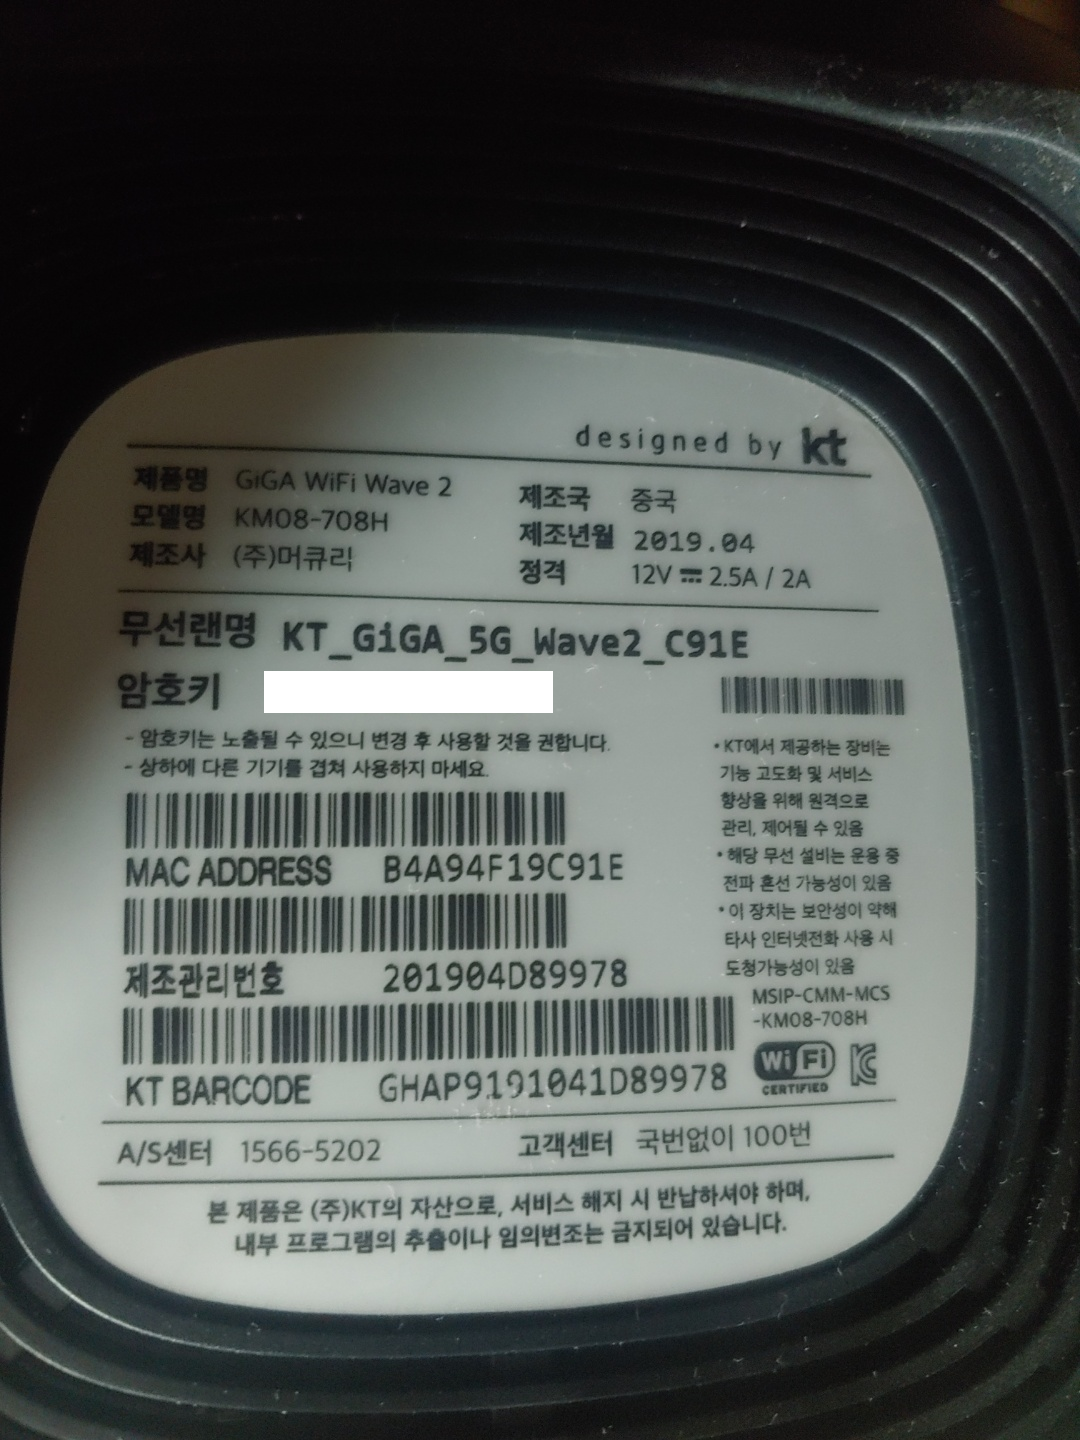 designed by kt
제품명 GiGA WiFi Wave 2
모델명 KM08-708H
제조사 (주)머큐리
제조국 중국
제조년월 2019.04
정격 12V 2.5A / 2A
무선랜명 KT_GiGA_5G_Wave2_C91E
암호키
- 암호키는 노출될 수 있으니 변경 후 사용할 것을 권합니다.
- 상하에 다른 기기를 겹쳐 사용하지 마세요.
MAC ADDRESS B4A94F19C91E
제조관리번호 201904D89978
KT BARCODE GHAP9191041D89978
• KT에서 제공하는 장비는
기능 고도화 및 서비스
향상을 위해 원격으로
관리, 제어될 수 있음
• 해당 무선 설비는 운용 중
전파 혼선 가능성이 있음
• 이 장치는 보안성이 약해
타사 인터넷전화 사용 시
도청가능성이 있음
MSIP-CMM-MCS
-KM08-708H
Wi Fi
CERTIFIED
A/S센터 1566-5202
고객센터 국번없이 100번
본 제품은 (주)KT의 자산으로, 서비스 해지 시 반납하셔야 하며,
내부 프로그램의 추출이나 임의변조는 금지되어 있습니다.